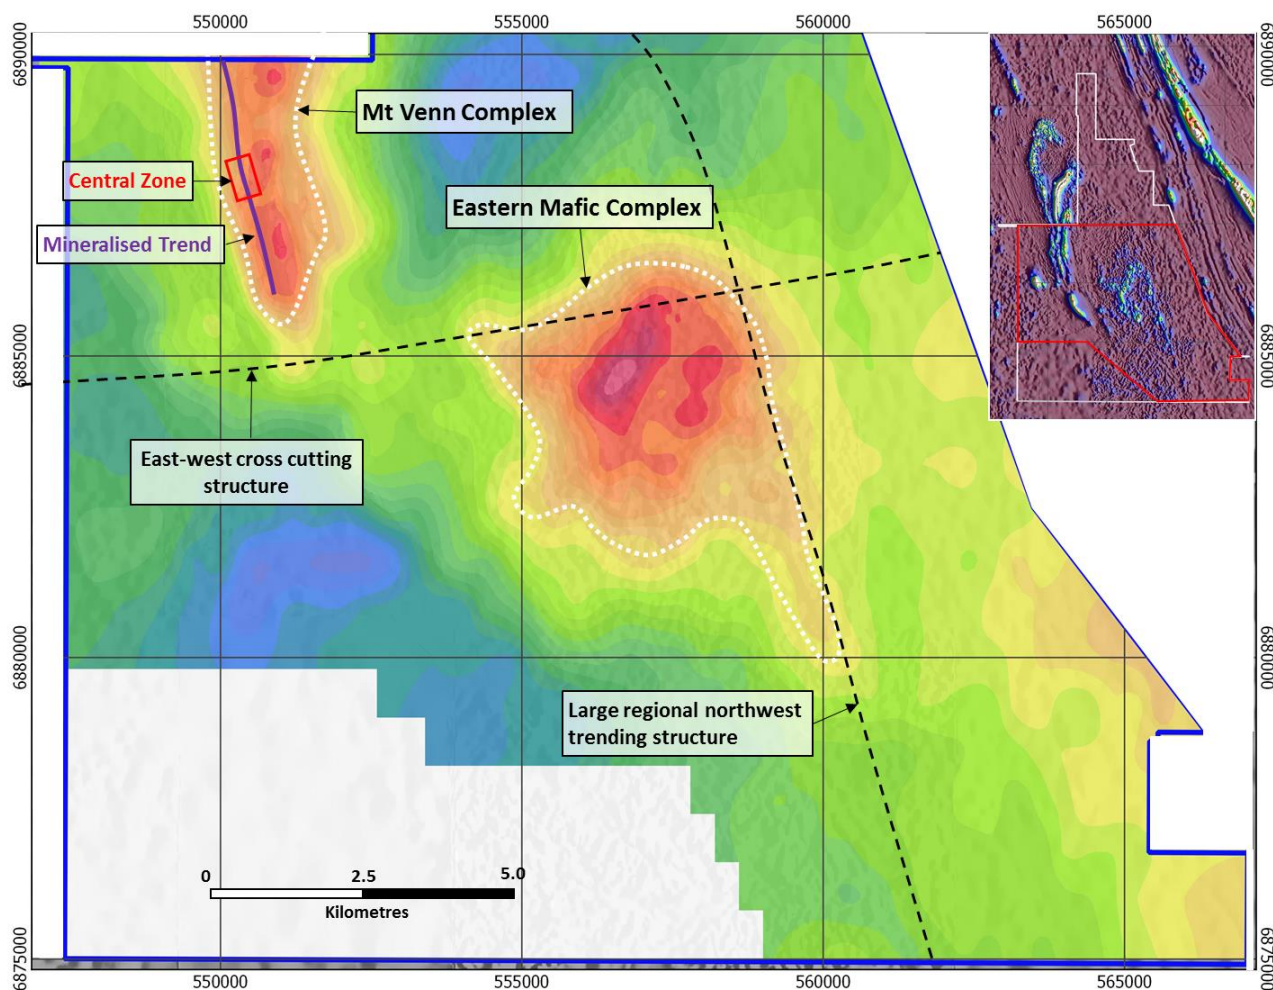 550000
555000
560000
565000
6890000
6890000
Mt Venn Complex
Central Zone
Eastern Mafic Complex
Mineralised Trend
6885000
6885000
East-west cross cutting
structure
6880000
6880000
Large regional northwest
trending structure
0
2.5
5.0
Kilometres
6875000
6875000
550000
555000
560000
565000